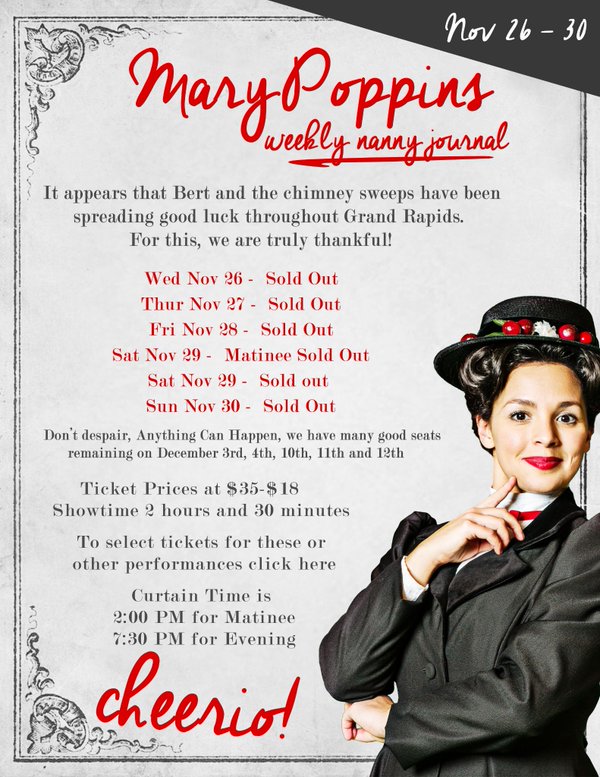 Nov 26 – 30
Mary Poppins
weekly nanny journal
It appears that Bert and the chimney sweeps have been
spreading good luck throughout Grand Rapids.
For this, we are truly thankful!
Wed Nov 26 - Sold Out
Thur Nov 27 - Sold Out
Fri Nov 28 - Sold Out
Sat Nov 29 - Matinee Sold Out
Sat Nov 29 - Sold out
Sun Nov 30 - Sold Out
Don't despair, Anything Can Happen, we have many good seats
remaining on December 3rd, 4th, 10th, 11th and 12th
Ticket Prices at $35-$18
Showtime 2 hours and 30 minutes
To select tickets for these or
other performances click here
Curtain Time is
2:00 PM for Matinee
7:30 PM for Evening
cheerio!